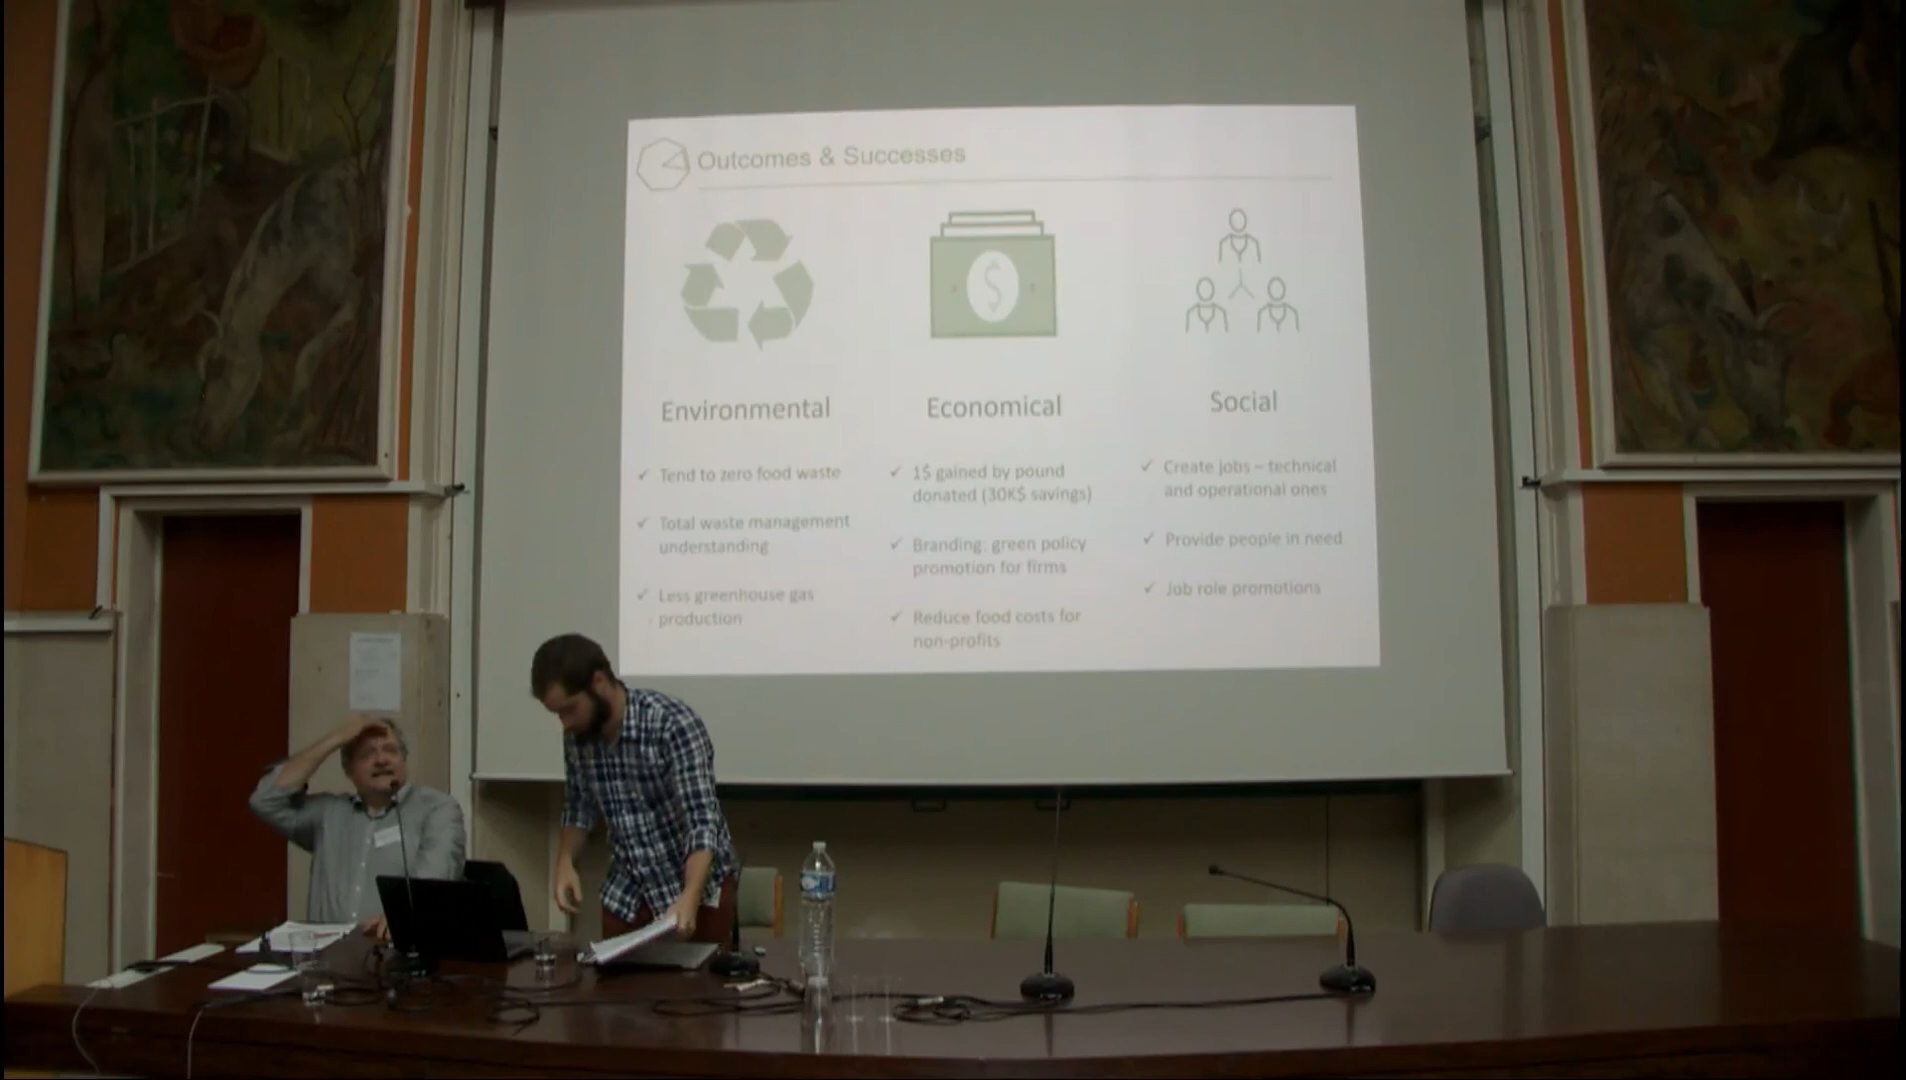 Outcomes & Successes
Environmental
✓ Tend to zero food waste
✓ Total waste management
understanding
✓ Less greenhouse gas
production
Economical
✓ 1$ gained by pound
donated (30K$ savings)
✓ Branding: green policy
promotion for firms
✓ Reduce food costs for
non-profits
Social
✓ Create jobs – technical
and operational ones
✓ Provide people in need
✓ Job role promotions